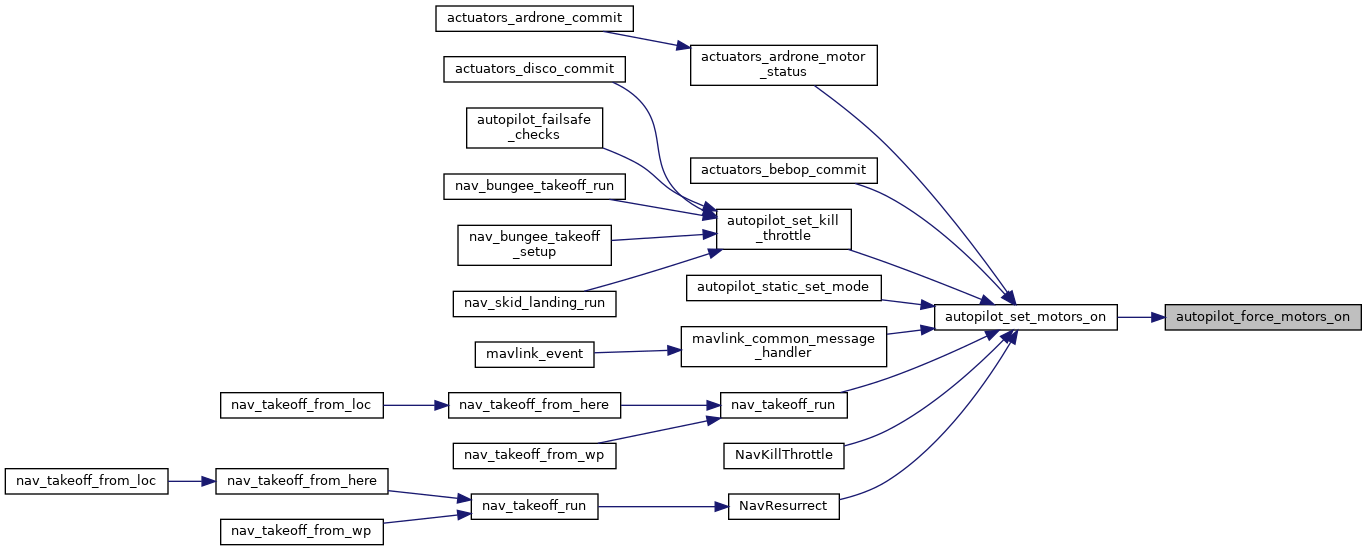 actuators_ardrone_commit
actuators_ardrone_motor
_status
actuators_disco_commit
autopilot_failsafe
_checks
actuators_bebop_commit
nav_bungee_takeoff_run
autopilot_set_kill
_throttle
nav_bungee_takeoff
_setup
autopilot_static_set_mode
nav_skid_landing_run
autopilot_set_motors_on
autopilot_force_motors_on
mavlink_common_message
_handler
mavlink_event
nav_takeoff_from_loc
nav_takeoff_from_here
nav_takeoff_run
nav_takeoff_from_wp
NavKillThrottle
nav_takeoff_from_loc
nav_takeoff_from_here
nav_takeoff_run
NavResurrect
nav_takeoff_from_wp